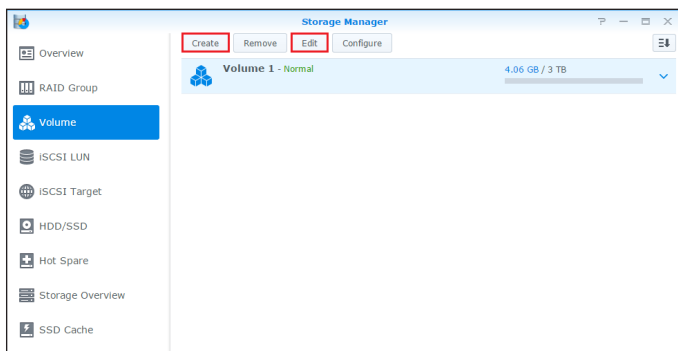 Storage Manager
Overview
RAID Group
Volume
iSCSI LUN
iSCSI Target
HDD/SSD
Hot Spare
Storage Overview
SSD Cache
Create Remove Edit Configure
Volume 1 - Normal 4.06 GB / 3 TB